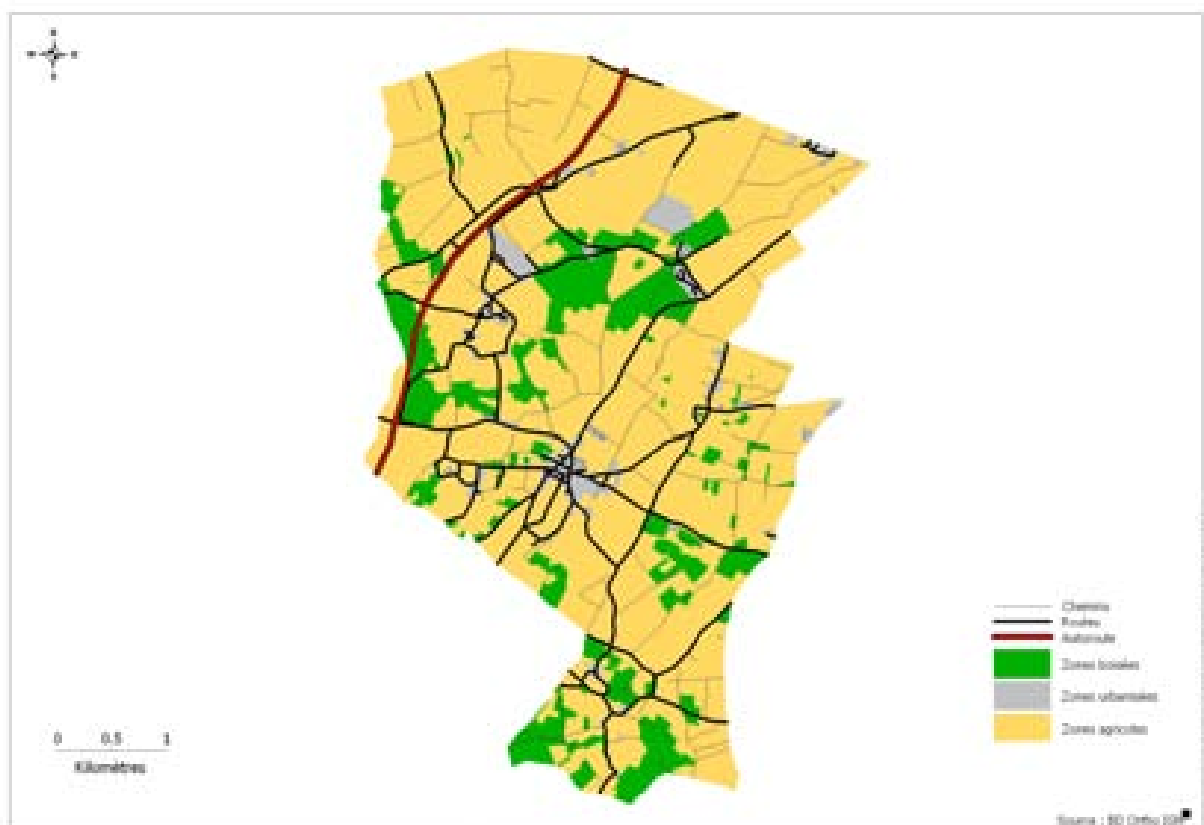 N
E
S
Chemins
Routes
Autoroute
Zones boisées
Zones urbanisées
Zones agricoles
0 0.5 1
Kilomètres
Source : BD Ortho IGN